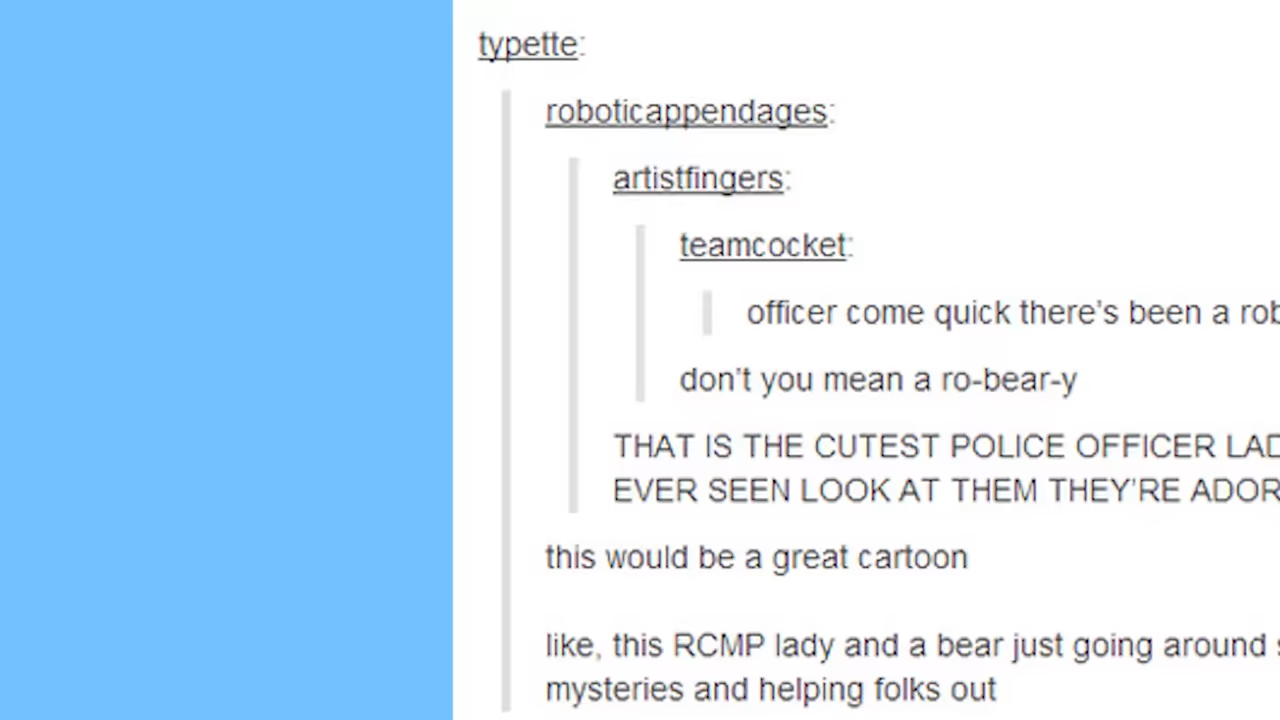 typette:
roboticappendages:
artistfingers:
teamcocket:
officer come quick there's been a rob
don't you mean a ro-bear-y
THAT IS THE CUTEST POLICE OFFICER LAD
EVER SEEN LOOK AT THEM THEY'RE ADOR
this would be a great cartoon
like, this RCMP lady and a bear just going around s
mysteries and helping folks out